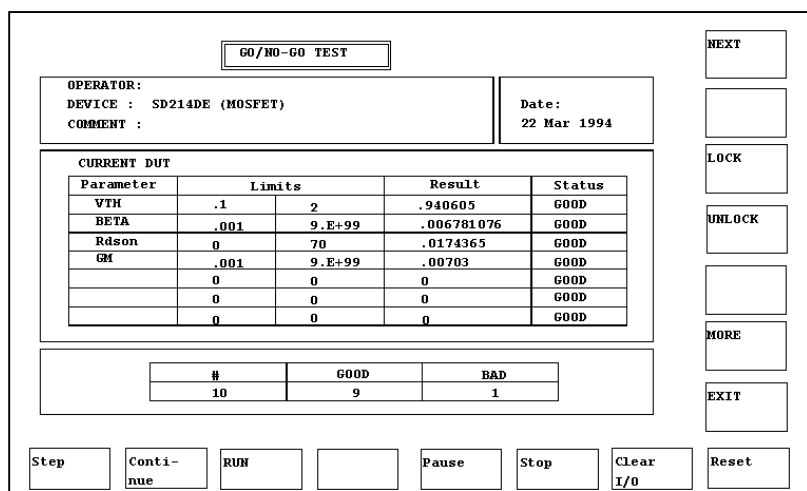 GO/NO-GO TEST
OPERATOR:
DEVICE : SD214DE (MOSFET)
COMMENT :
Date:
22 Mar 1994
CURRENT DUT
Parameter Limits Result Status
VTH .1 2 .940605 GOOD
BETA .001 9.E+99 .006781076 GOOD
Rdson 0 70 .0174365 GOOD
GM .001 9.E+99 .00703 GOOD
0 0 0 GOOD
0 0 0 GOOD
0 0 0 GOOD
# GOOD BAD
10 9 1
NEXT
LOCK
UNLOCK
MORE
EXIT
Step
Conti-
nue
RUN
Pause
Stop
Clear
I/O
Reset